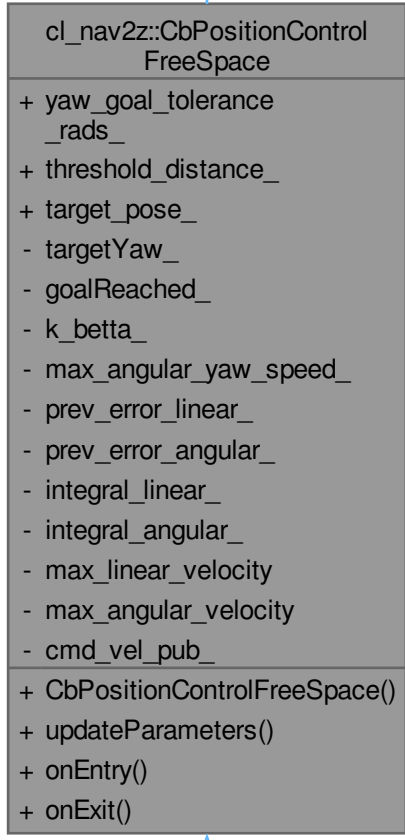 cl_nav2z::CbPositionControl
FreeSpace
+ yaw_goal_tolerance
_rads_
+ threshold_distance_
+ target_pose_
- targetYaw_
- goalReached_
- k_betta_
- max_angular_yaw_speed_
- prev_error_linear_
- prev_error_angular_
- integral_linear_
- integral_angular_
- max_linear_velocity
- max_angular_velocity
- cmd_vel_pub_
+ CbPositionControlFreeSpace()
+ updateParameters()
+ onEntry()
+ onExit()